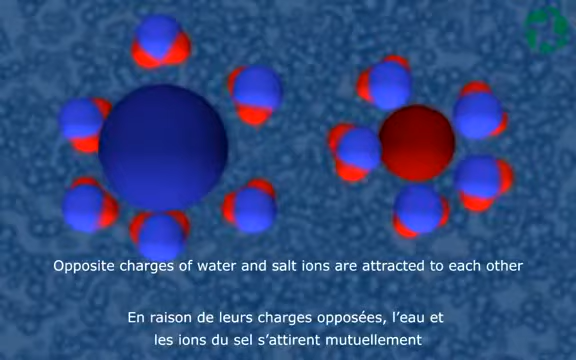 Opposite charges of water and salt ions are attracted to each other
En raison de leurs charges opposées, l’eau et
les ions du sel s’attirent mutuellement